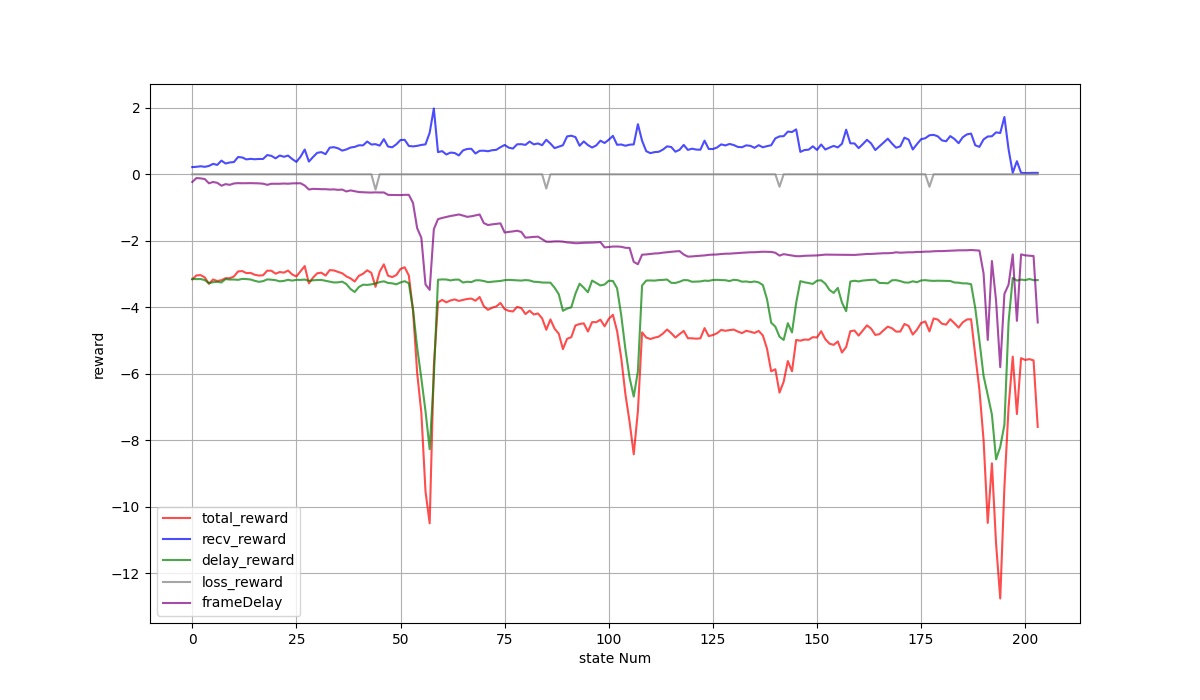 2
0
−2
−4
−6
−8
−10
−12
reward
total_reward
recv_reward
delay_reward
loss_reward
frameDelay
0 25 50 75 100 125 150 175 200
state Num